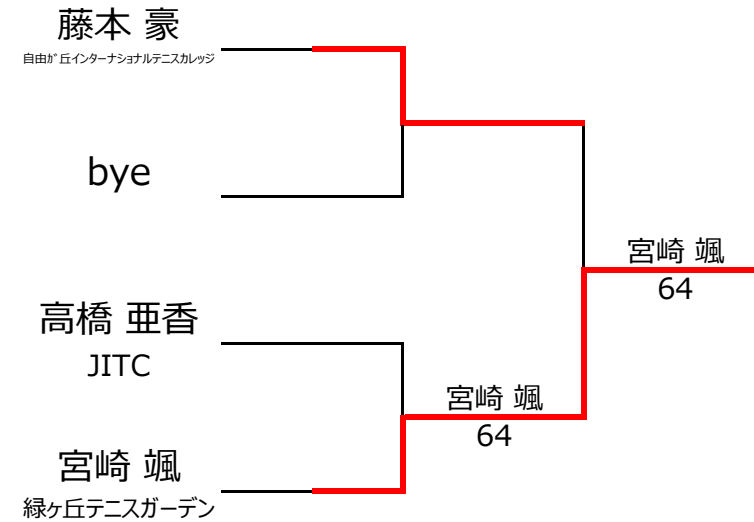 藤本 豪
自由が丘インターナショナルテニスカレッジ
bye
宮崎 颯
64
高橋 亜香
JITC
宮崎 颯
64
宮崎 颯
緑ヶ丘テニスガーデン